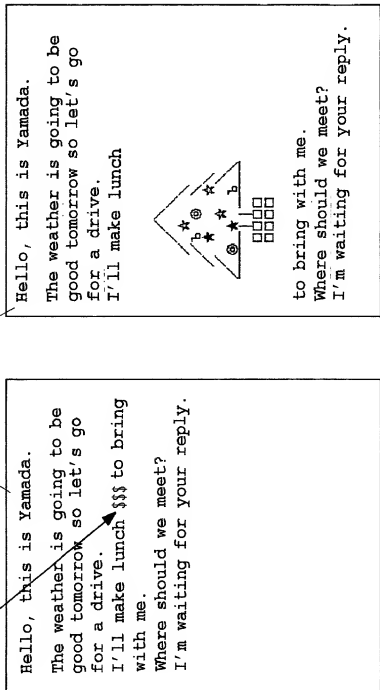 Hello, this is Yamada.
The weather is going to be
good tomorrow so let's go
for a drive.
I'll make lunch $$$ to bring
with me.
Where should we meet?
I'm waiting for your reply.
Hello, this is Yamada.
The weather is going to be
good tomorrow so let's go
for a drive.
I'll make lunch
to bring with me.
Where should we meet?
I'm waiting for your reply.